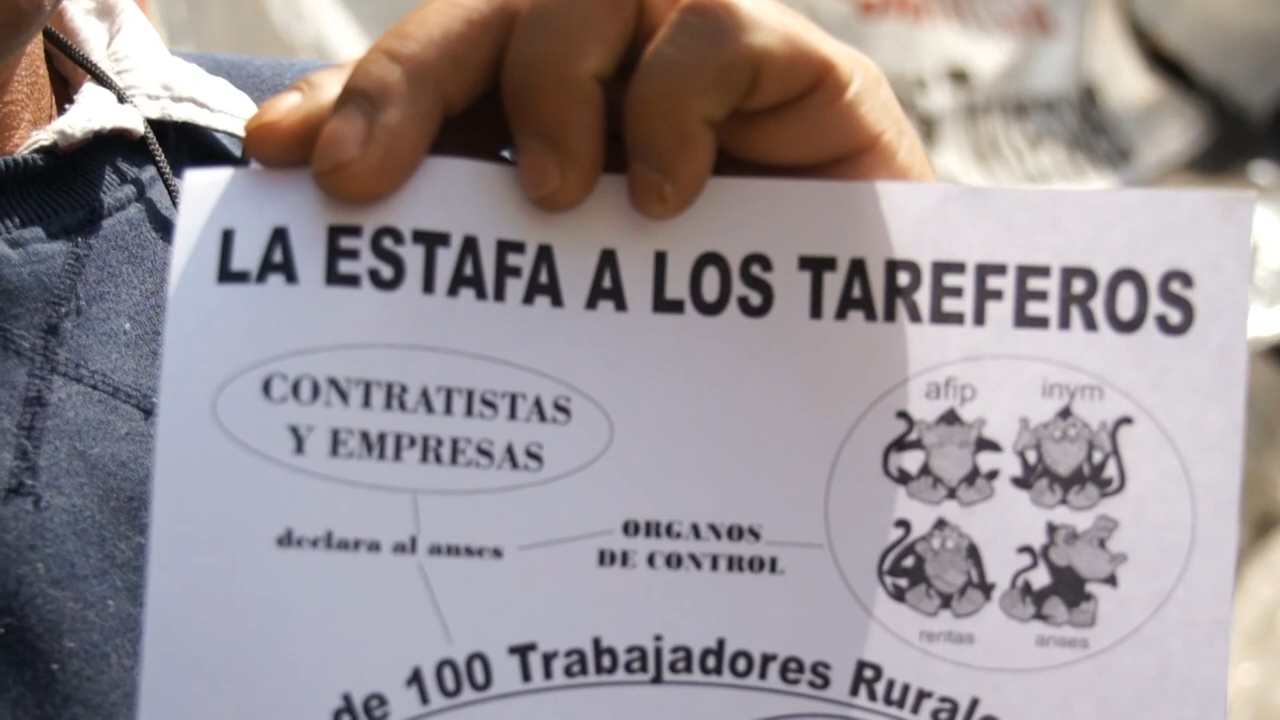 LA ESTAFA A LOS TAREFEROS
CONTRATISTAS
Y EMPRESAS
afip inym
declara al anses
ORGANOS
DE CONTROL
rentas anses
de 100 Trabajadores Rurale